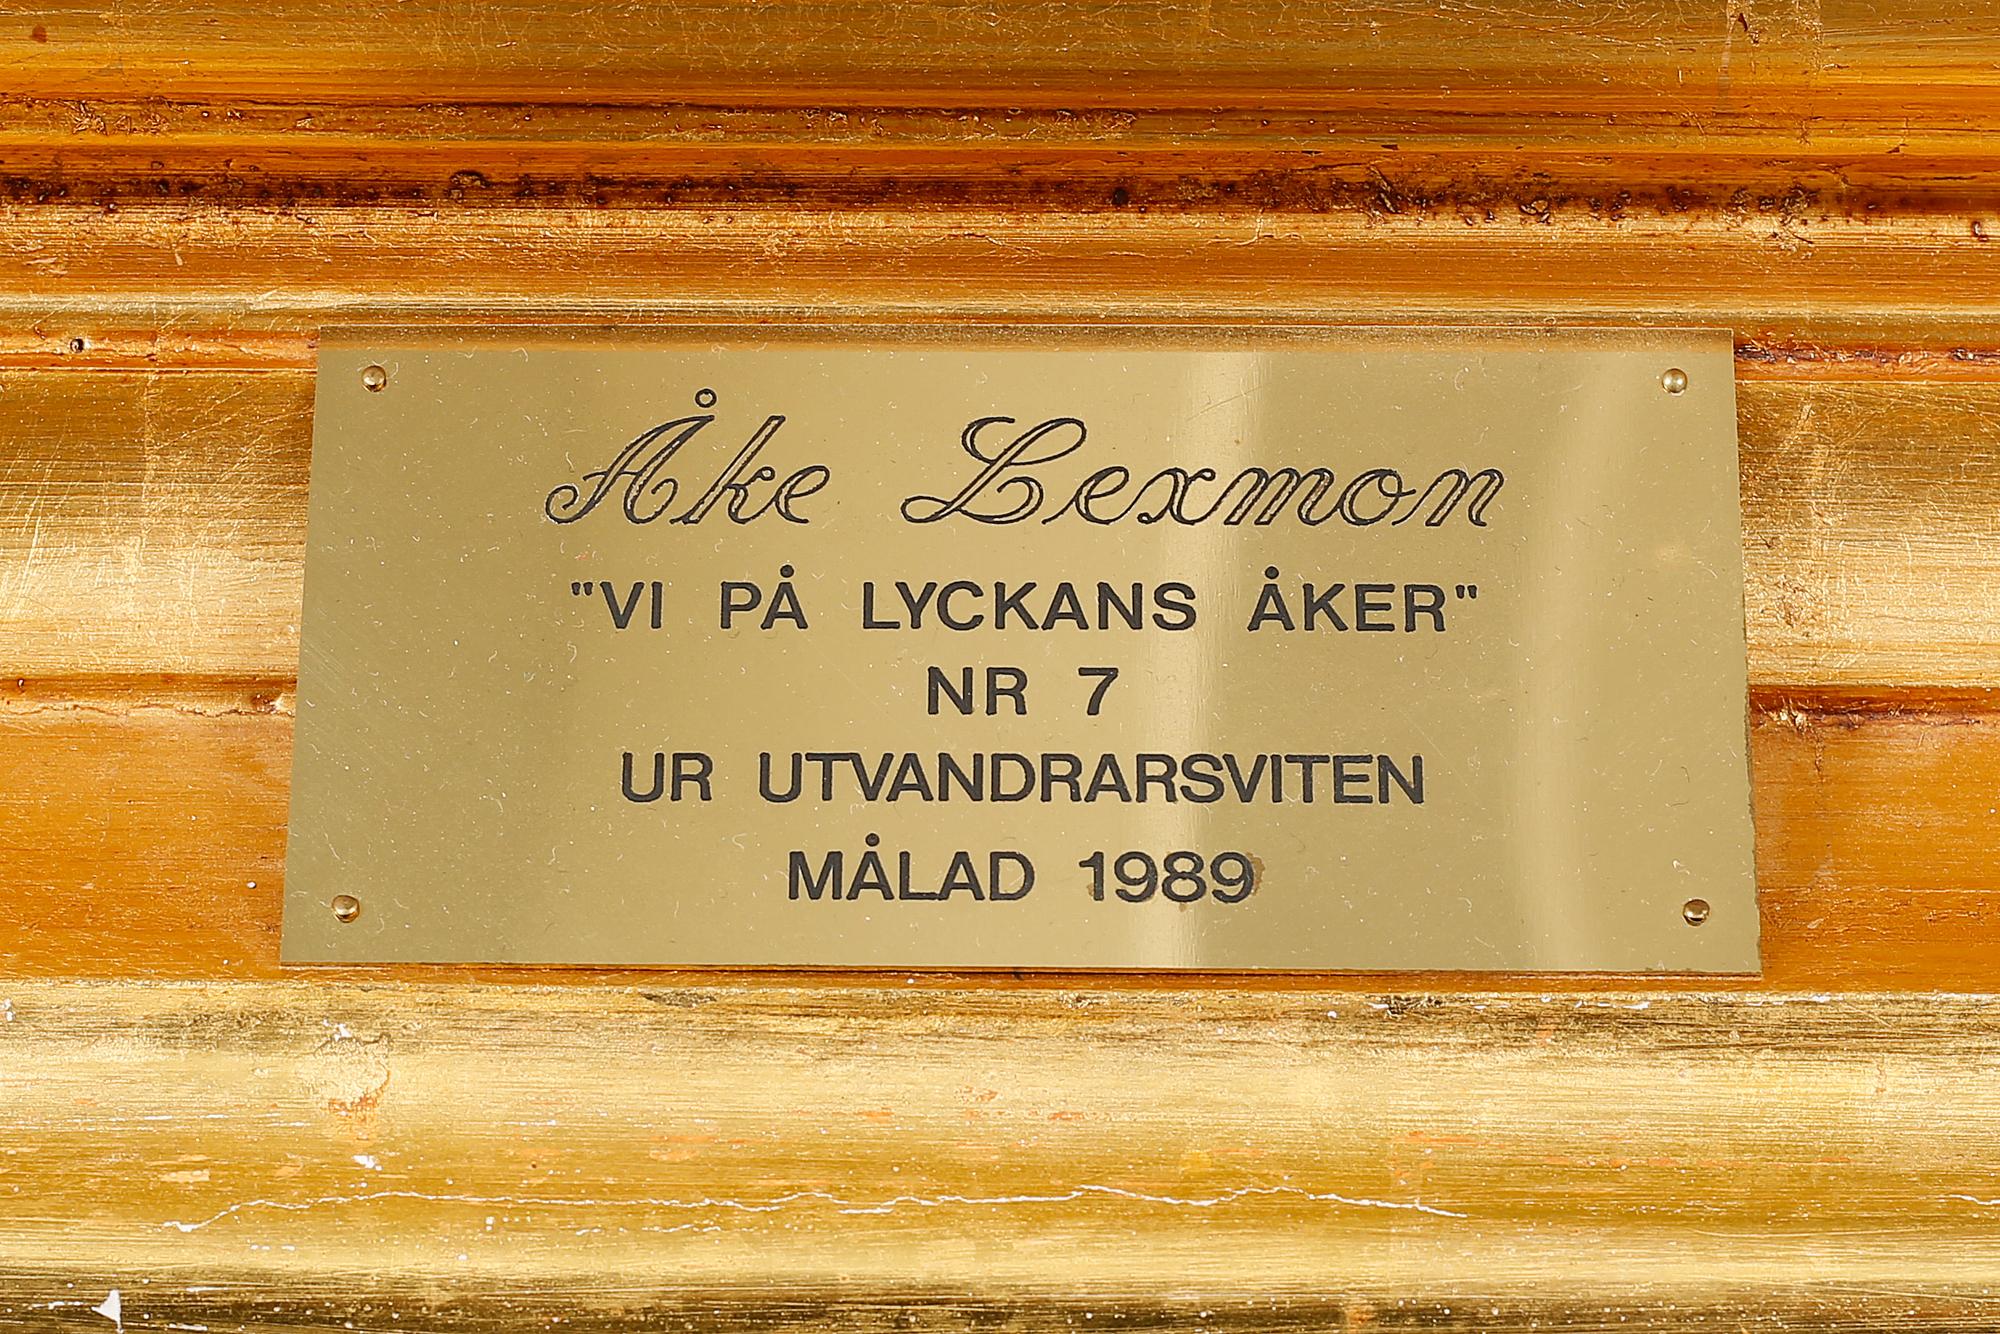 Åke Lexmon
"VI PÅ LYCKANS ÅKER"
NR 7
UR UTVANDRARSVITEN
MÅLAD 1989